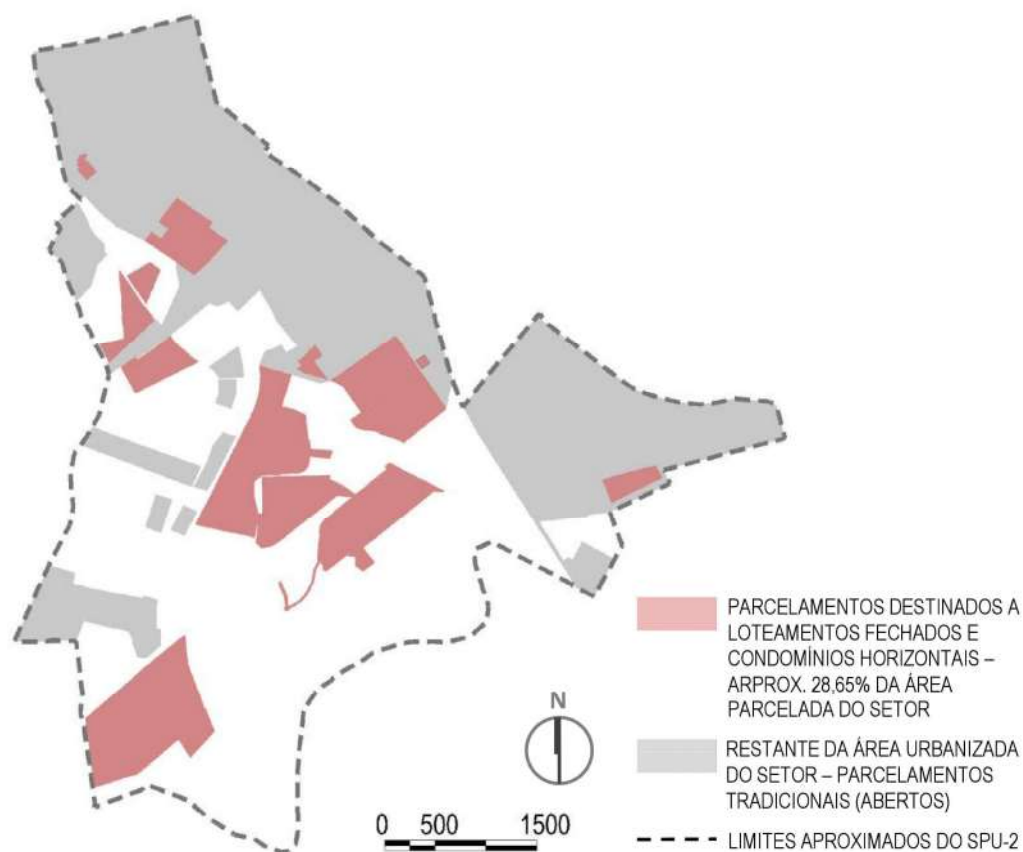 PARCELAMENTOS DESTINADOS A
LOTEAMENTOS FECHADOS E
CONDOMÍNIOS HORIZONTAIS –
ARPROX. 28,65% DA ÁREA
PARCELADA DO SETOR
N
RESTANTE DA ÁREA URBANIZADA
DO SETOR – PARCELAMENTOS
TRADICIONAIS (ABERTOS)
0 500 1500
LIMITES APROXIMADOS DO SPU-2